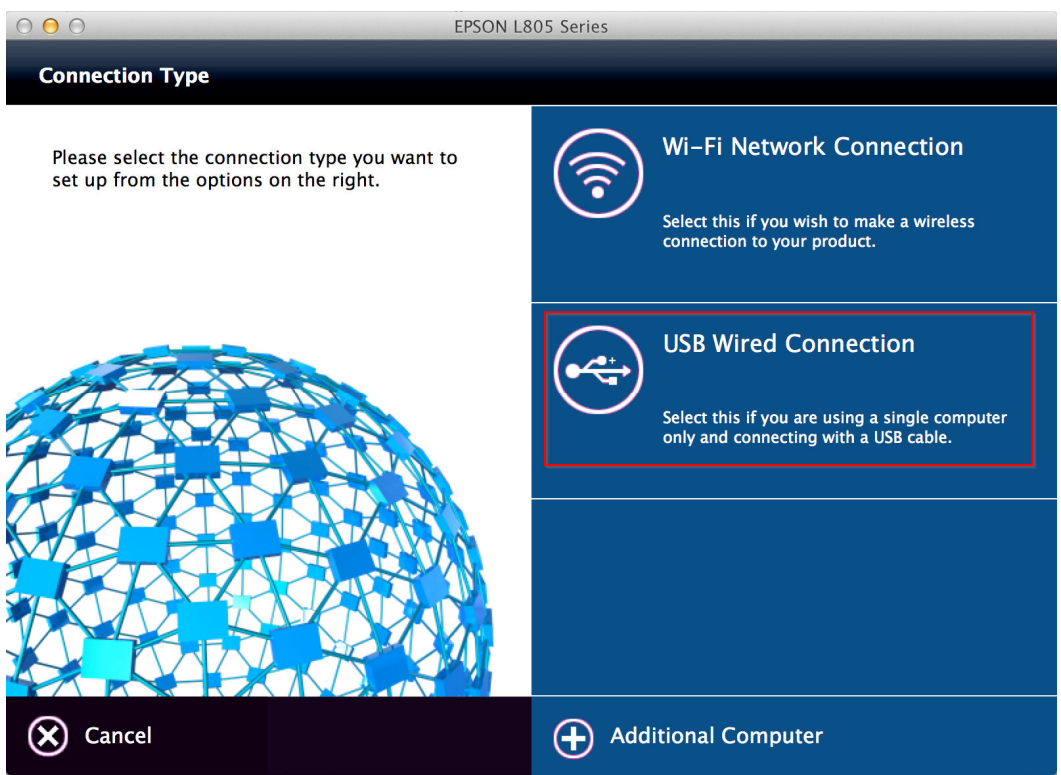 EPSON L805 Series
Connection Type
Please select the connection type you want to
set up from the options on the right.
Wi-Fi Network Connection
Select this if you wish to make a wireless
connection to your product.
USB Wired Connection
Select this if you are using a single computer
only and connecting with a USB cable.
Cancel
Additional Computer